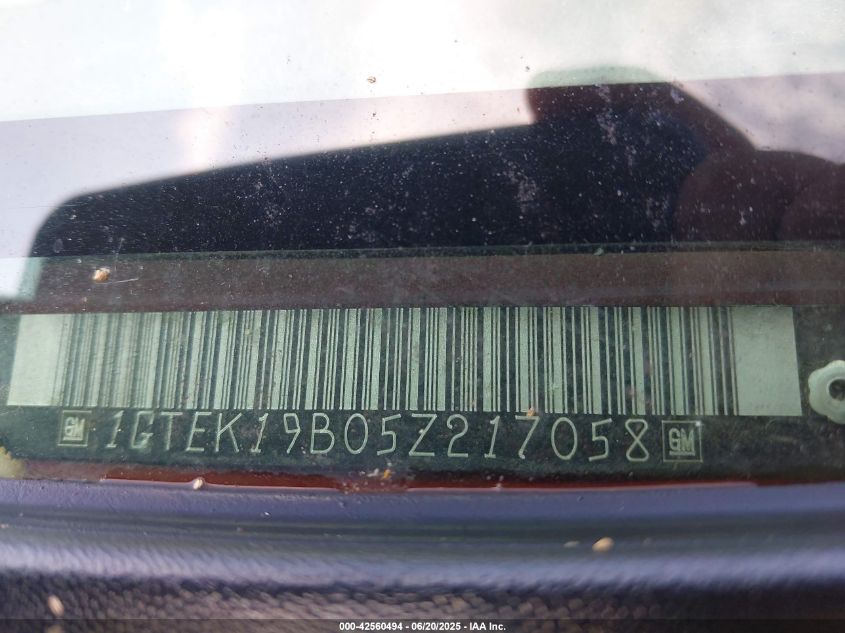 GM 1GTEK19B05Z217058 GM
000-42560494 - 06/20/2025 - IAA Inc.